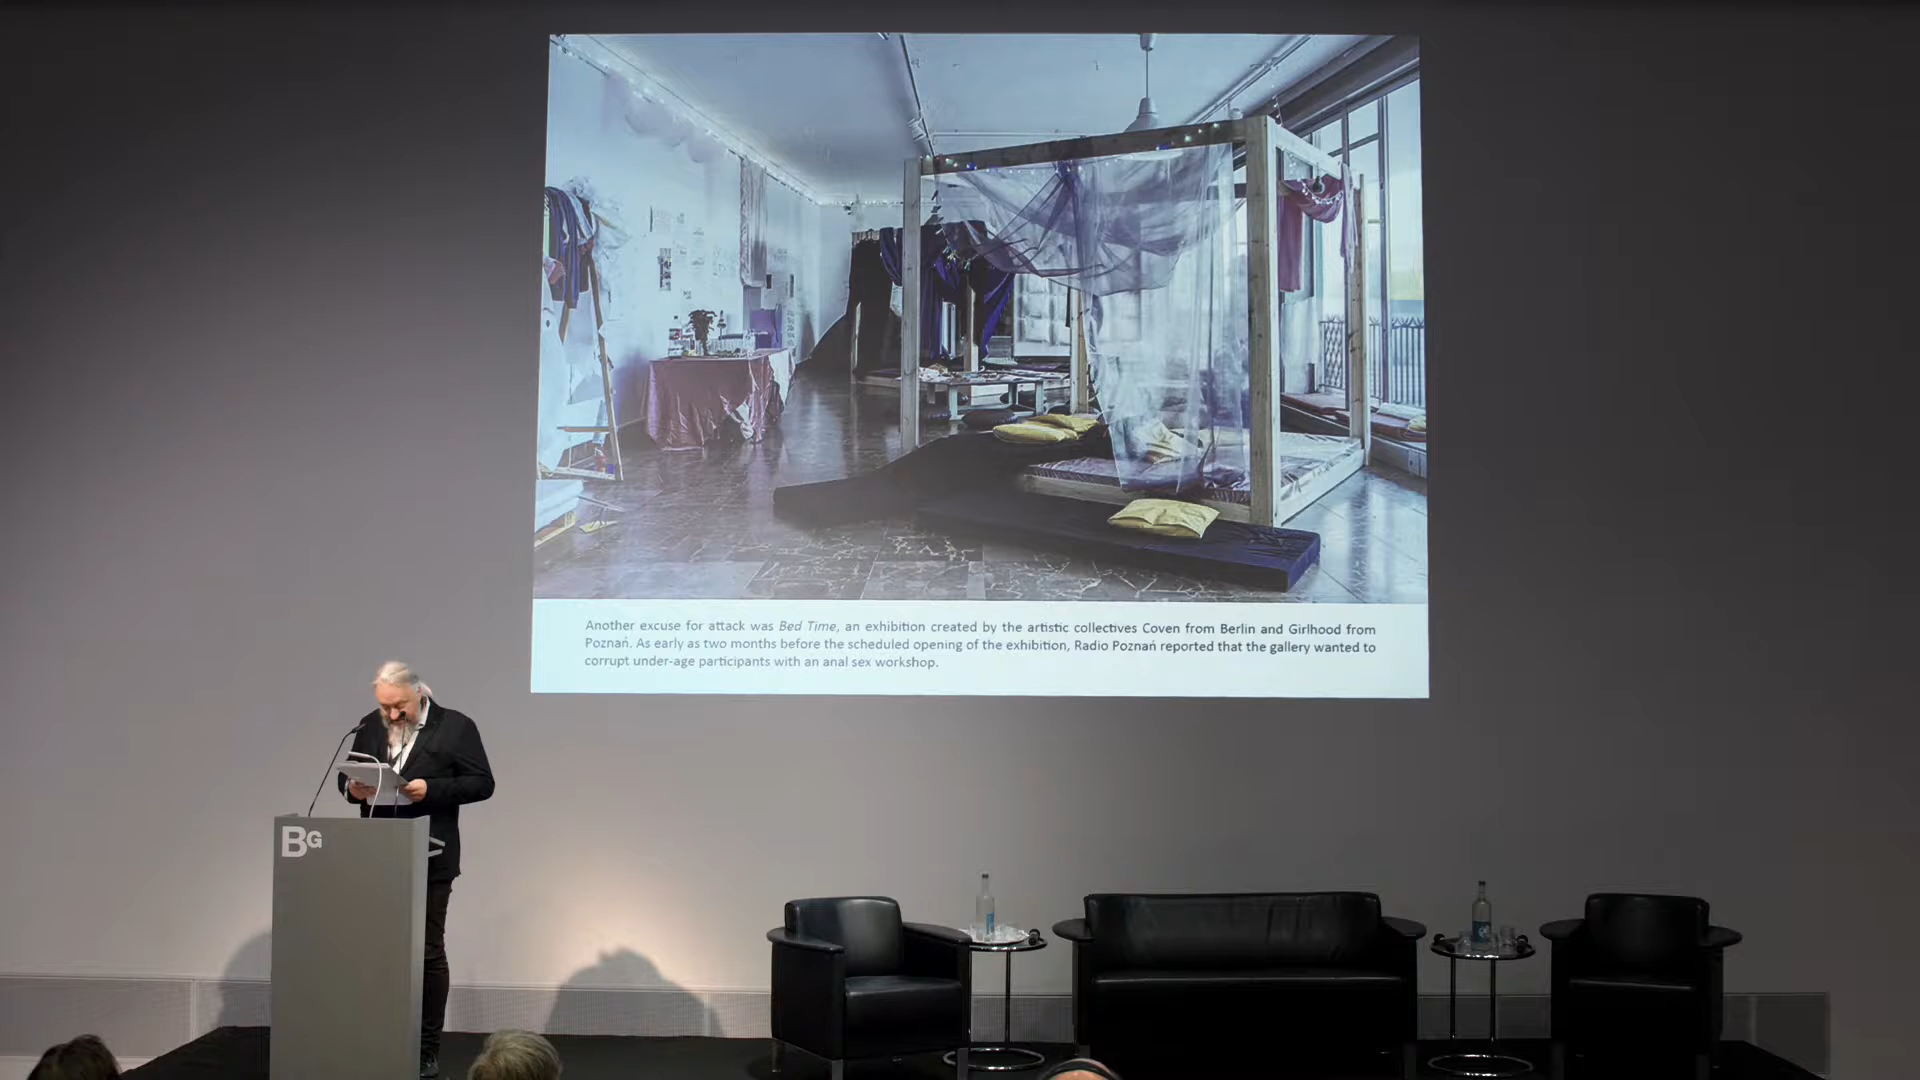 Another excuse for attack was Bed Time, an exhibition created by the artistic collectives Coven from Berlin and Girlhood from
Poznań. As early as two months before the scheduled opening of the exhibition, Radio Poznań reported that the gallery wanted to
corrupt under-age participants with an anal sex workshop.
BG